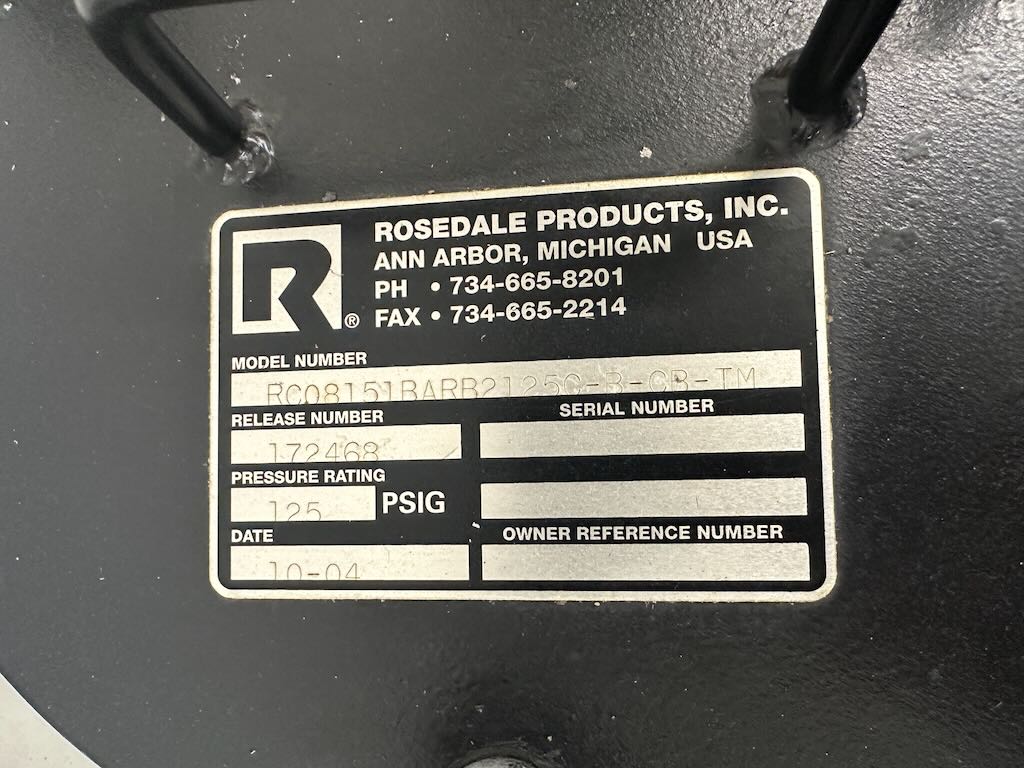 R®
ROSEDALE PRODUCTS, INC.
ANN ARBOR, MICHIGAN USA
PH • 734-665-8201
FAX • 734-665-2214
MODEL NUMBER
RC08151BARB2125C-B-CB-TM
RELEASE NUMBER
172468
SERIAL NUMBER
PRESSURE RATING
125 PSIG
DATE
10-04
OWNER REFERENCE NUMBER